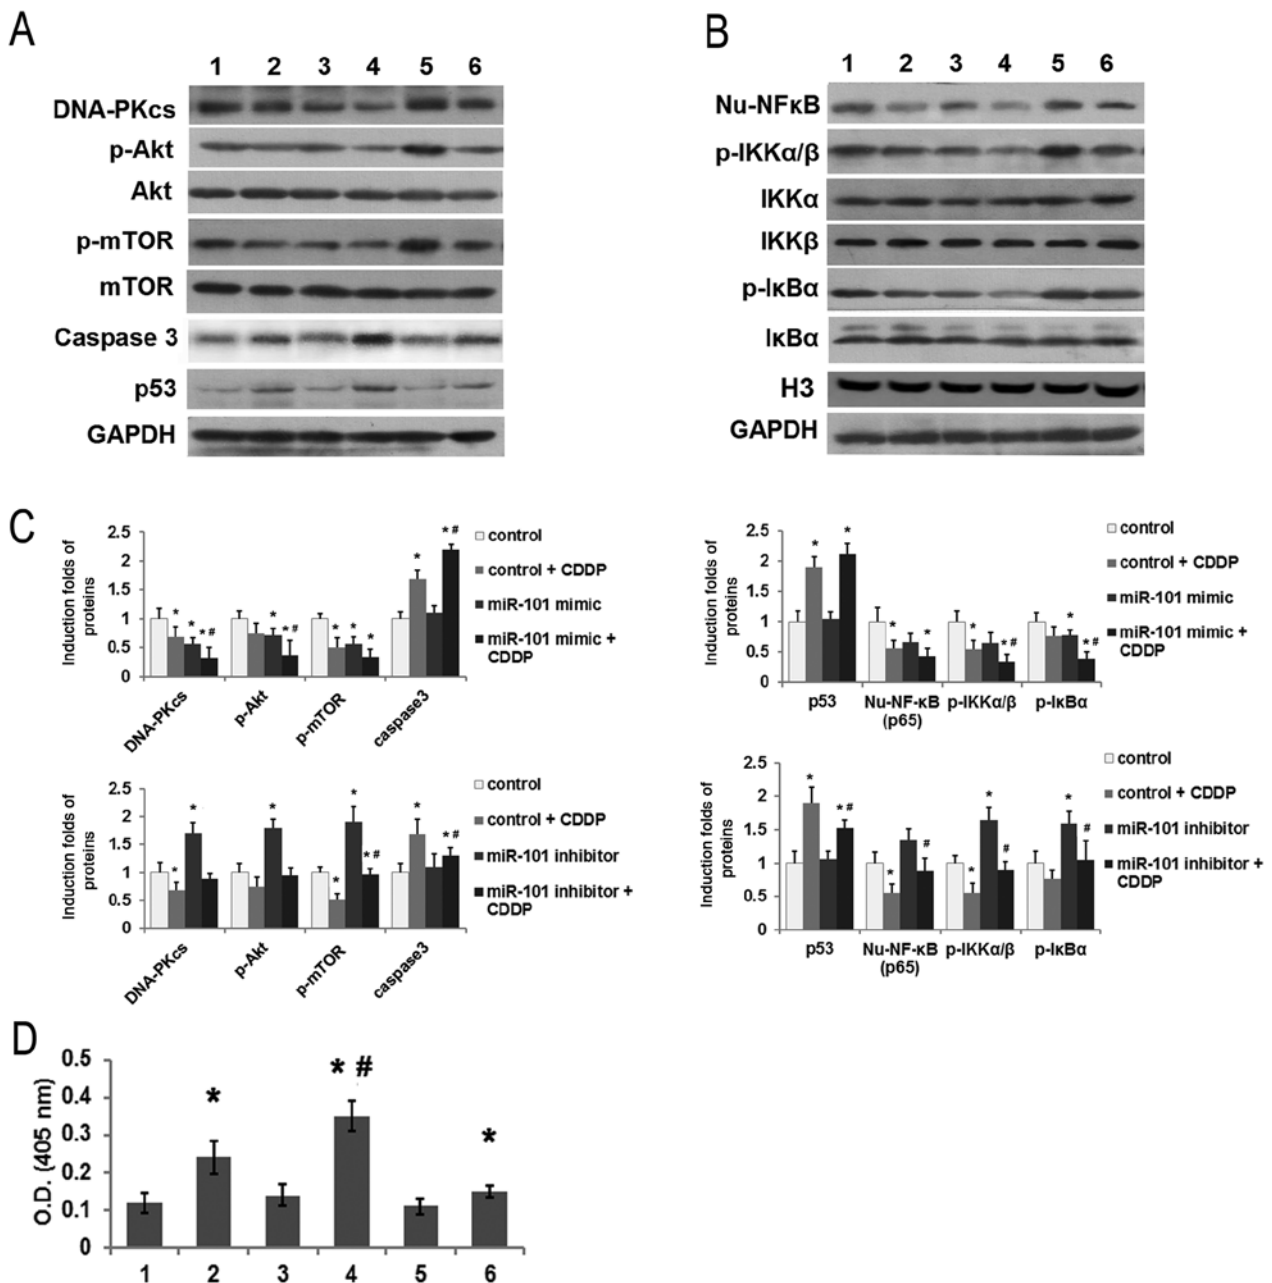 A
1 2 3 4 5 6
DNA-PKcs
p-Akt
Akt
p-mTOR
mTOR
Caspase 3
p53
GAPDH
B
1 2 3 4 5 6
Nu-NFκB
p-IKKα/β
IKKα
IKKβ
p-IκBα
IκBα
H3
GAPDH
C
Induction folds of
proteins
2.5
2
1.5
1
0.5
0
* * * #
* * #
* * *
* * #
DNA-PKcs
p-Akt
p-mTOR
caspase3
control
control + CDDP
miR-101 mimic
miR-101 mimic +
CDDP
Induction folds of
proteins
2.5
2
1.5
1
0.5
0
* *
* *
* * #
* * #
p53
Nu-NF-κB
(p65)
p-IKKα/β
p-IκBα
control
control + CDDP
miR-101 mimic
miR-101 mimic +
CDDP
Induction folds of
proteins
2.5
2
1.5
1
0.5
0
* *
*
* * * #
* * #
DNA-PKcs
p-Akt
p-mTOR
caspase3
control
control + CDDP
miR-101 inhibitor
miR-101 inhibitor +
CDDP
Induction folds of
proteins
2.5
2
1.5
1
0.5
0
* * #
* #
* * #
* #
p53
Nu-NF-κB
(p65)
p-IKKα/β
p-IκBα
control
control + CDDP
miR-101 inhibitor
miR-101 inhibitor +
CDDP
D
O.D. (405 nm)
0.5
0.4
0.3
0.2
0.1
0
*
* #
*
1 2 3 4 5 6